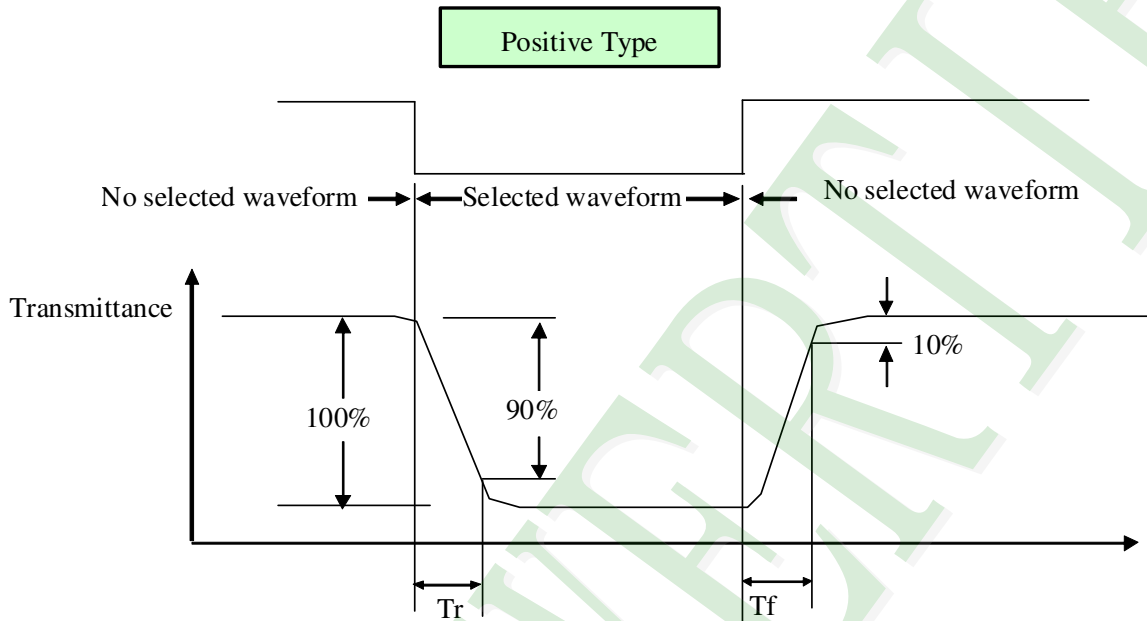 Positive Type
No selected waveform
Selected waveform
No selected waveform
Transmittance
10%
100%
90%
Tr
Tf